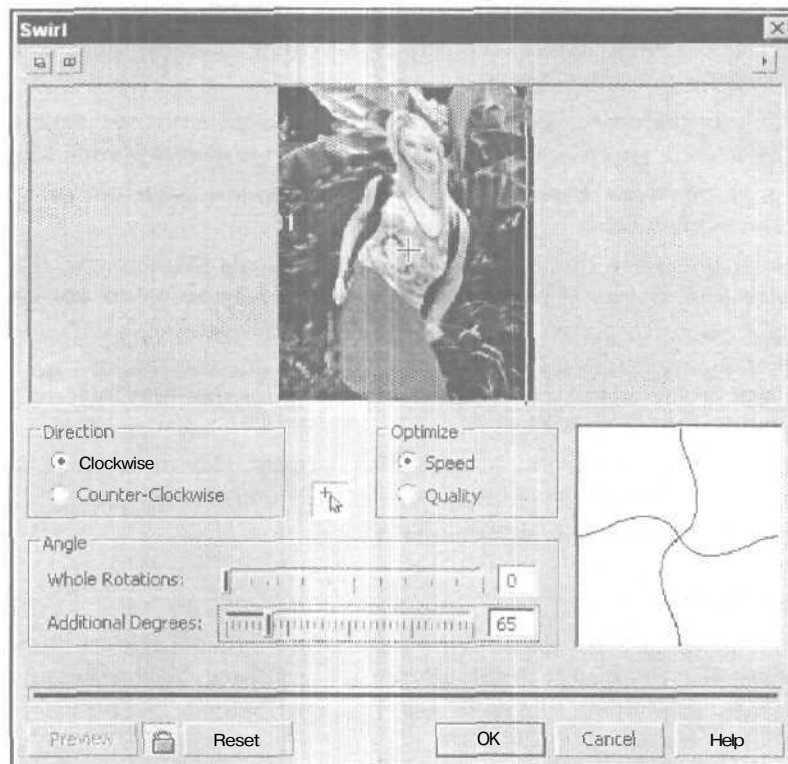 Swirl
Direction
Clockwise
Counter-Clockwise
Optimize
Speed
Quality
Angle
Whole Rotations: 0
Additional Degrees: 65
Preview
Reset
OK
Cancel
Help